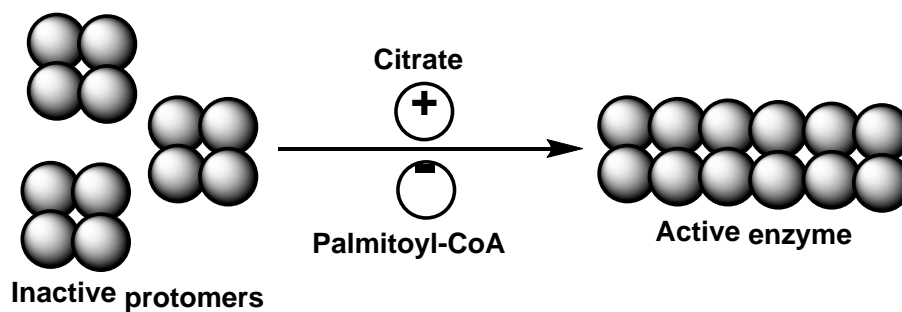 Citrate
+
-
Palmitoyl-CoA
Inactive protomers
Active enzyme